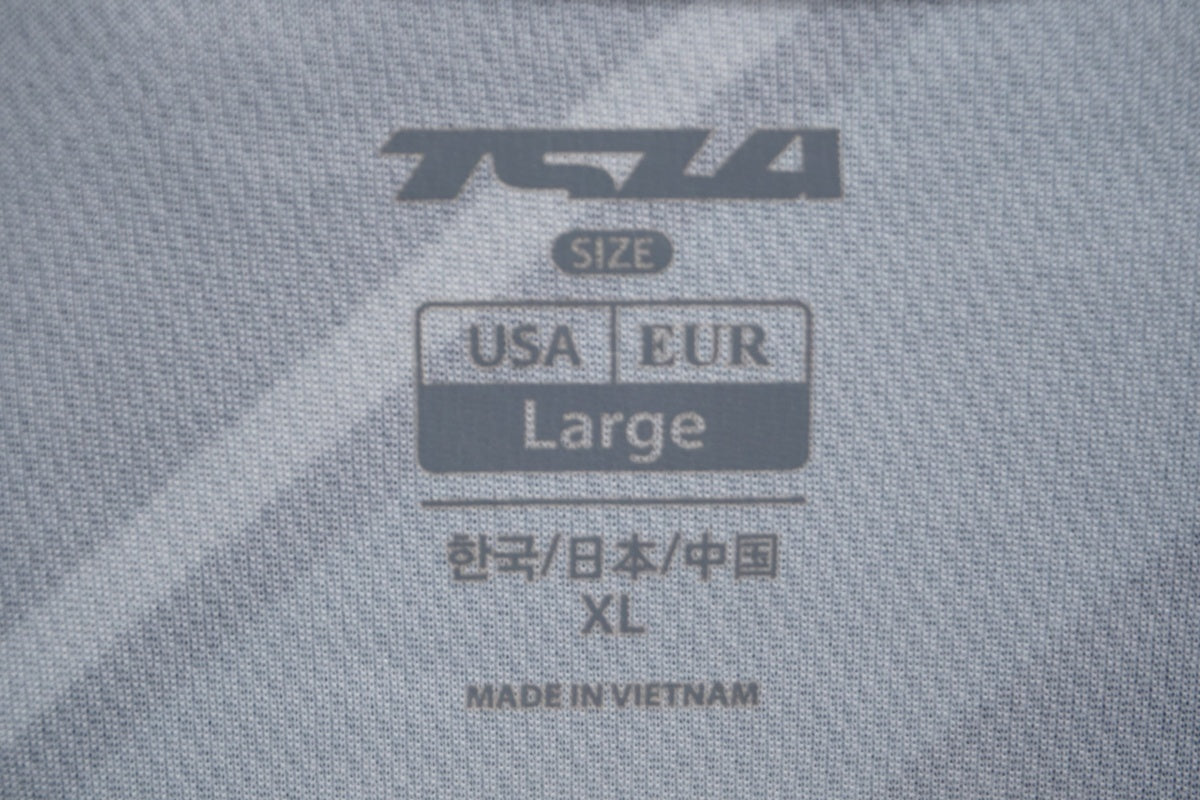 TSLA
SIZE
USA EUR
Large
한국/日本/中国
XL
MADE IN VIETNAM